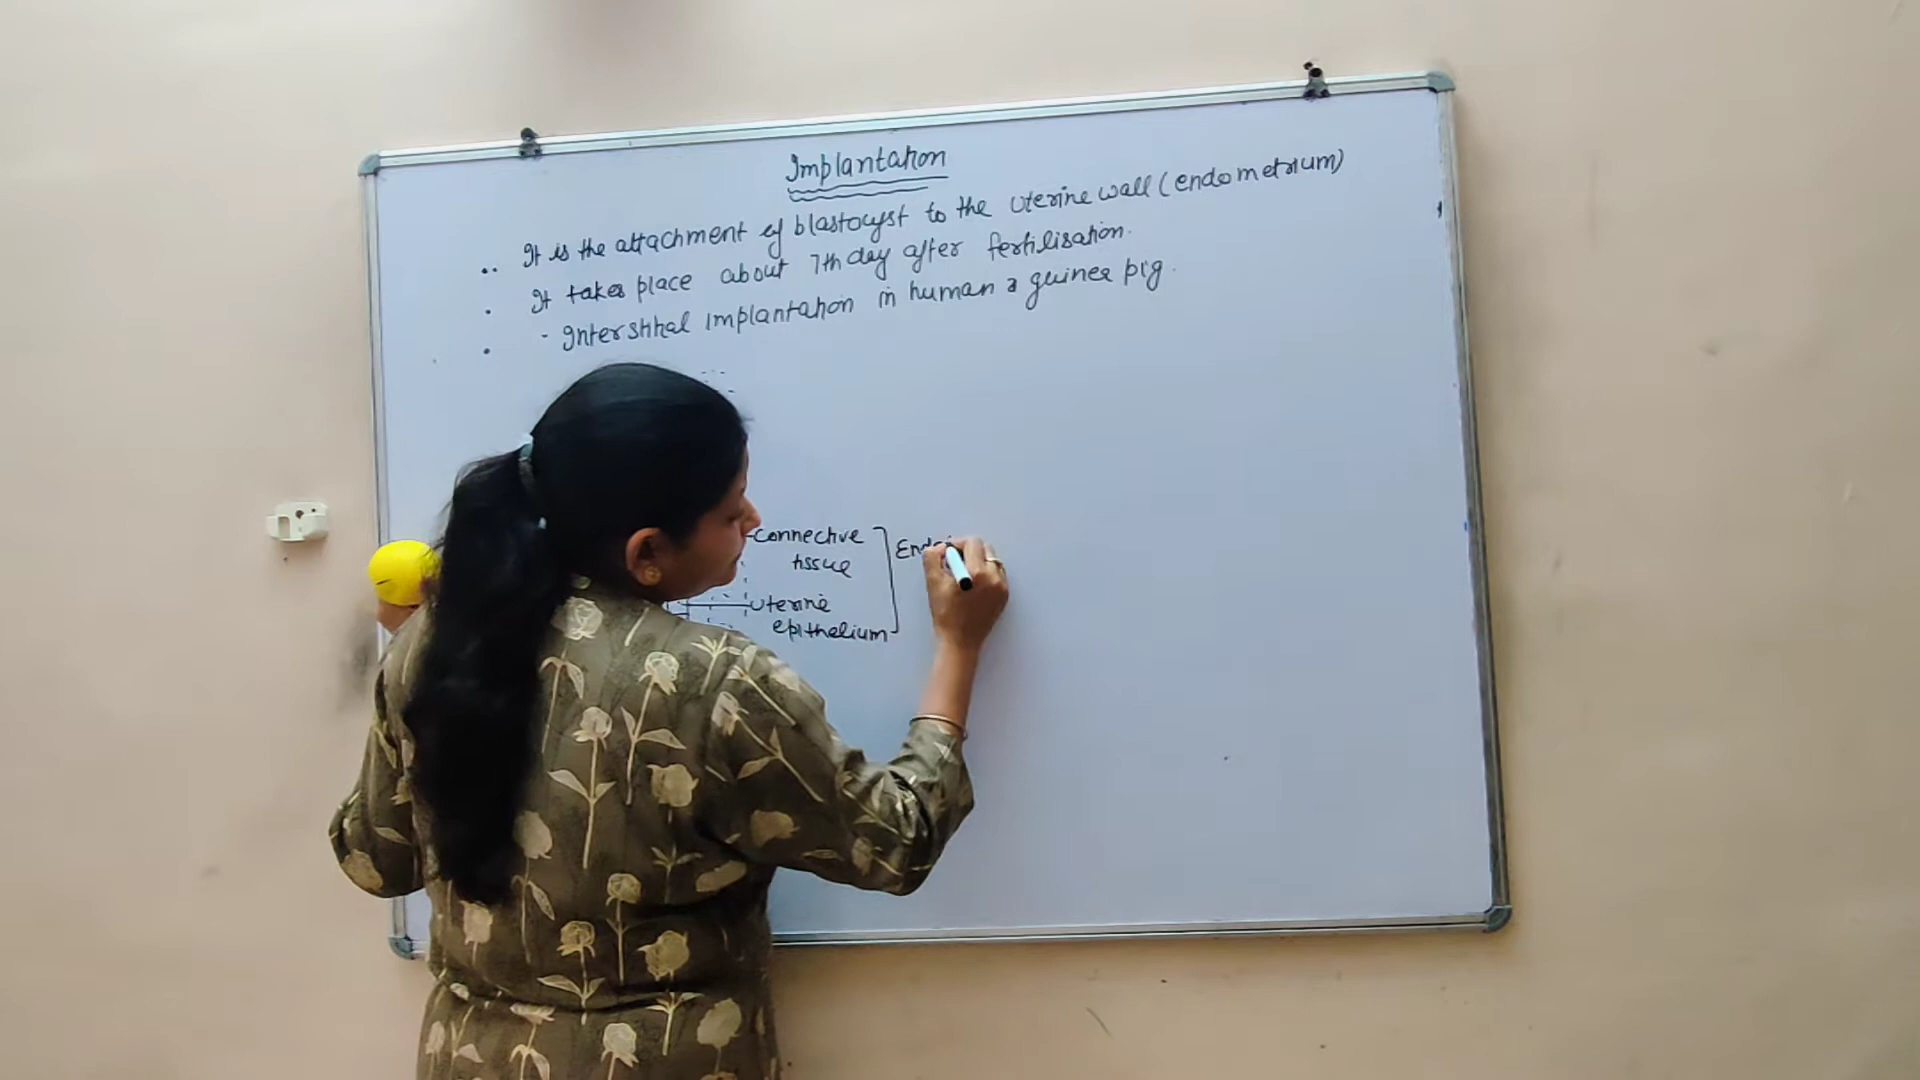 Implantation
It is the attachment of blastocyst to the uterine wall (endometrium)
It takes place about 7th day after fertilisation.
- Interstitial implantation in human & guinea pig.
Connective
tissue
Uterine
epithelium